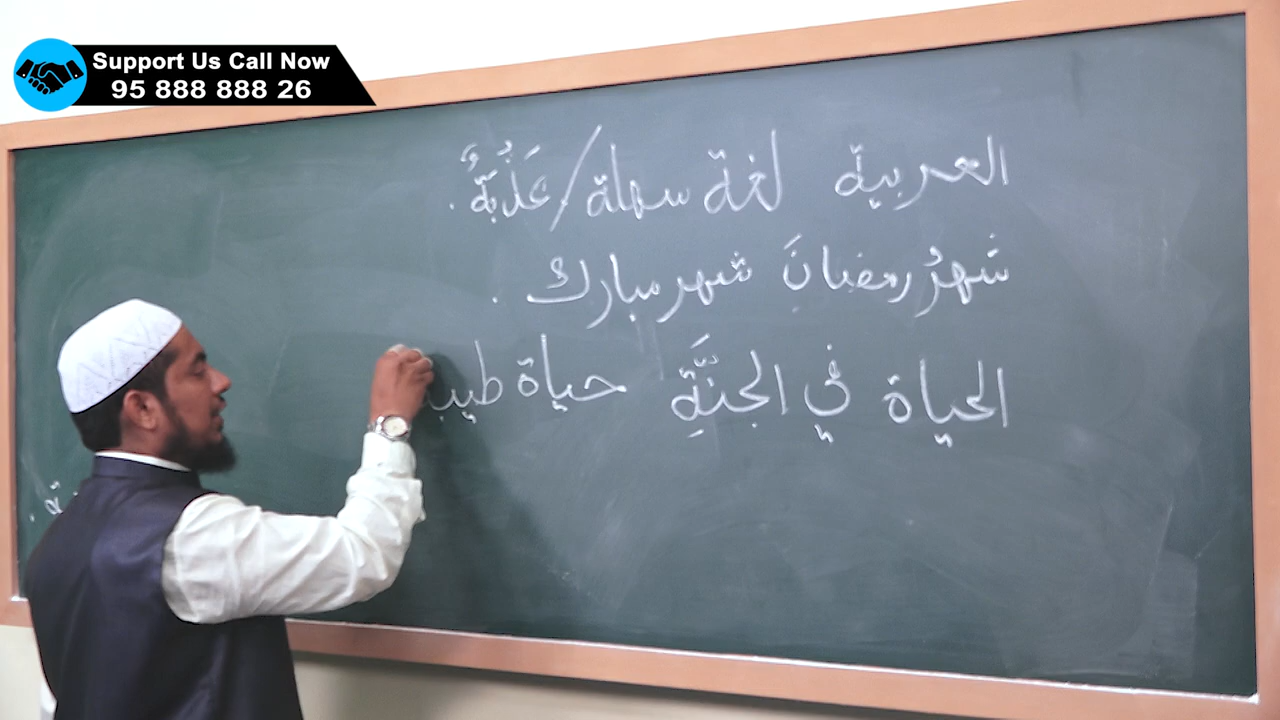 Support Us Call Now
95 888 888 26
العربية لغة سهلة/عَذْبَةٌ.
شهرُ رمضانَ شهر مبارك.
الحياة في الجنَّةِ حياة طيب